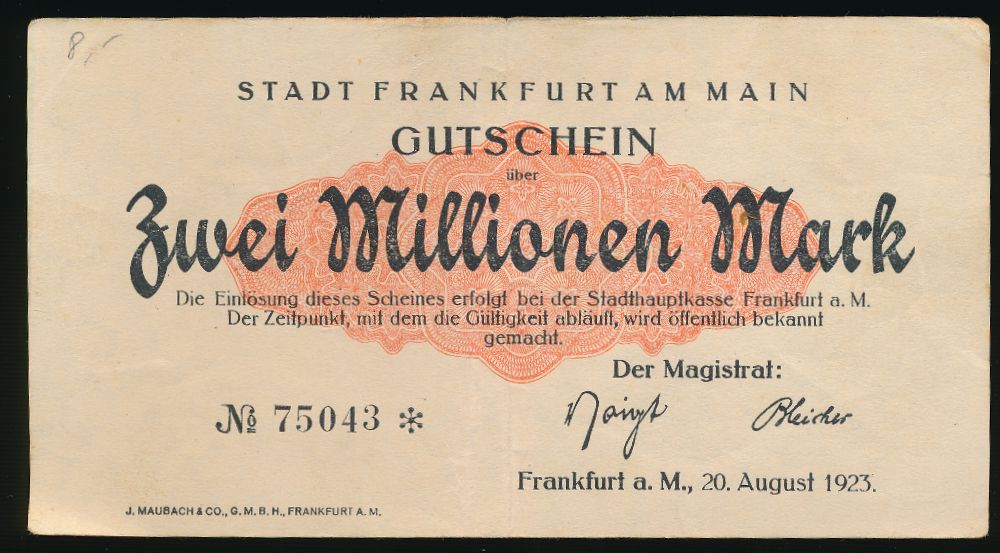 8,-
STADT FRANKFURT AM MAIN
GUTSCHEIN
über
Zwei Millionen Mark
Die Einlösung dieses Scheines erfolgt bei der Stadthauptkasse Frankfurt a. M.
Der Zeitpunkt, mit dem die Gültigkeit abläuft, wird öffentlich bekannt
gemacht.
Der Magistrat:
№ 75043 *
Voigt Bleicher
Frankfurt a. M., 20. August 1923.
J. MAUBACH & CO., G. M. B. H., FRANKFURT A. M.